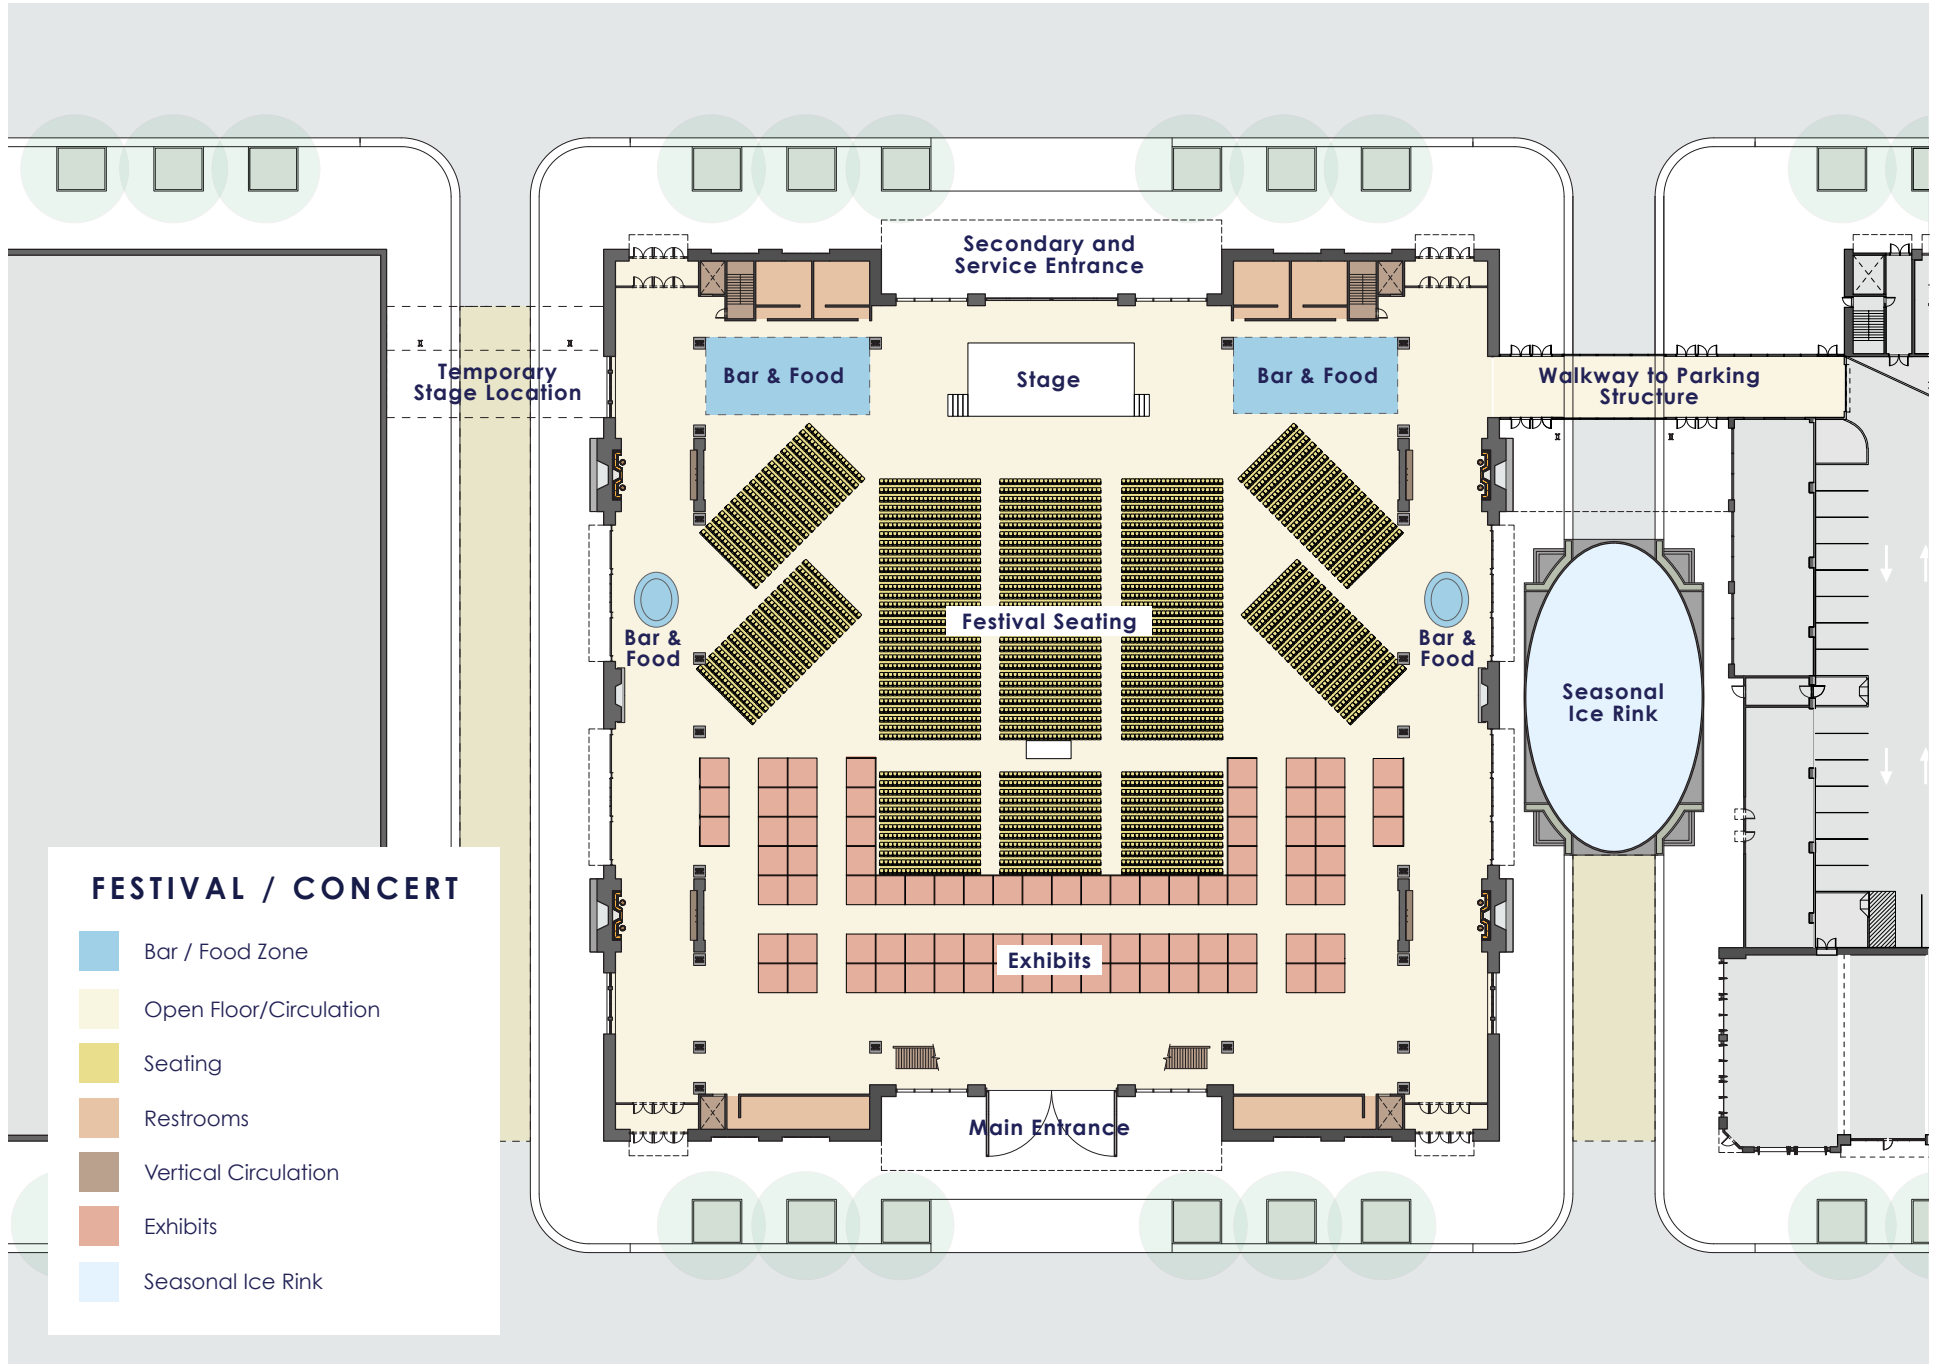 Secondary and
Service Entrance
Temporary
Stage Location
Bar & Food
Stage
Bar & Food
Walkway to Parking
Structure
Festival Seating
Bar &
Food
Bar &
Food
Seasonal
Ice Rink
Exhibits
Main Entrance
FESTIVAL / CONCERT
Bar / Food Zone
Open Floor/Circulation
Seating
Restrooms
Vertical Circulation
Exhibits
Seasonal Ice Rink